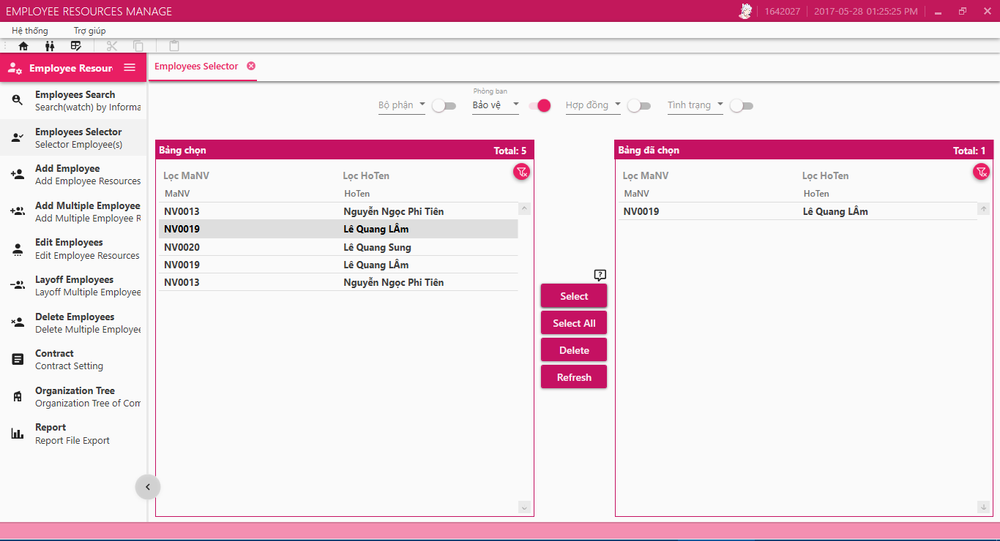 EMPLOYEE RESOURCES MANAGE
1642027
2017-05-28 01:25:25 PM
Hệ thống
Trợ giúp
Employee Resour
Employees Selector
Employees Search
Search(watch) by Informa
Employees Selector
Selector Employee(s)
Add Employee
Add Employee Resources
Add Multiple Employee
Add Multiple Employee R
Edit Employees
Edit Employee Resources
Layoff Employees
Layoff Multiple Employee
Delete Employees
Delete Multiple Employee
Contract
Contract Setting
Organization Tree
Organization Tree of Com
Report
Report File Export
Bộ phận
Phòng ban
Bảo vệ
Hợp đồng
Tình trạng
Bảng chọn
Total: 5
Lọc MaNV
Lọc HoTen
MaNV
HoTen
NV0013
Nguyễn Ngọc Phi Tiên
NV0019
Lê Quang LÂm
NV0020
Lê Quang Sung
NV0019
Lê Quang LÂm
NV0013
Nguyễn Ngọc Phi Tiên
Select
Select All
Delete
Refresh
Bảng đã chọn
Total: 1
Lọc MaNV
Lọc HoTen
MaNV
HoTen
NV0019
Lê Quang LÂm